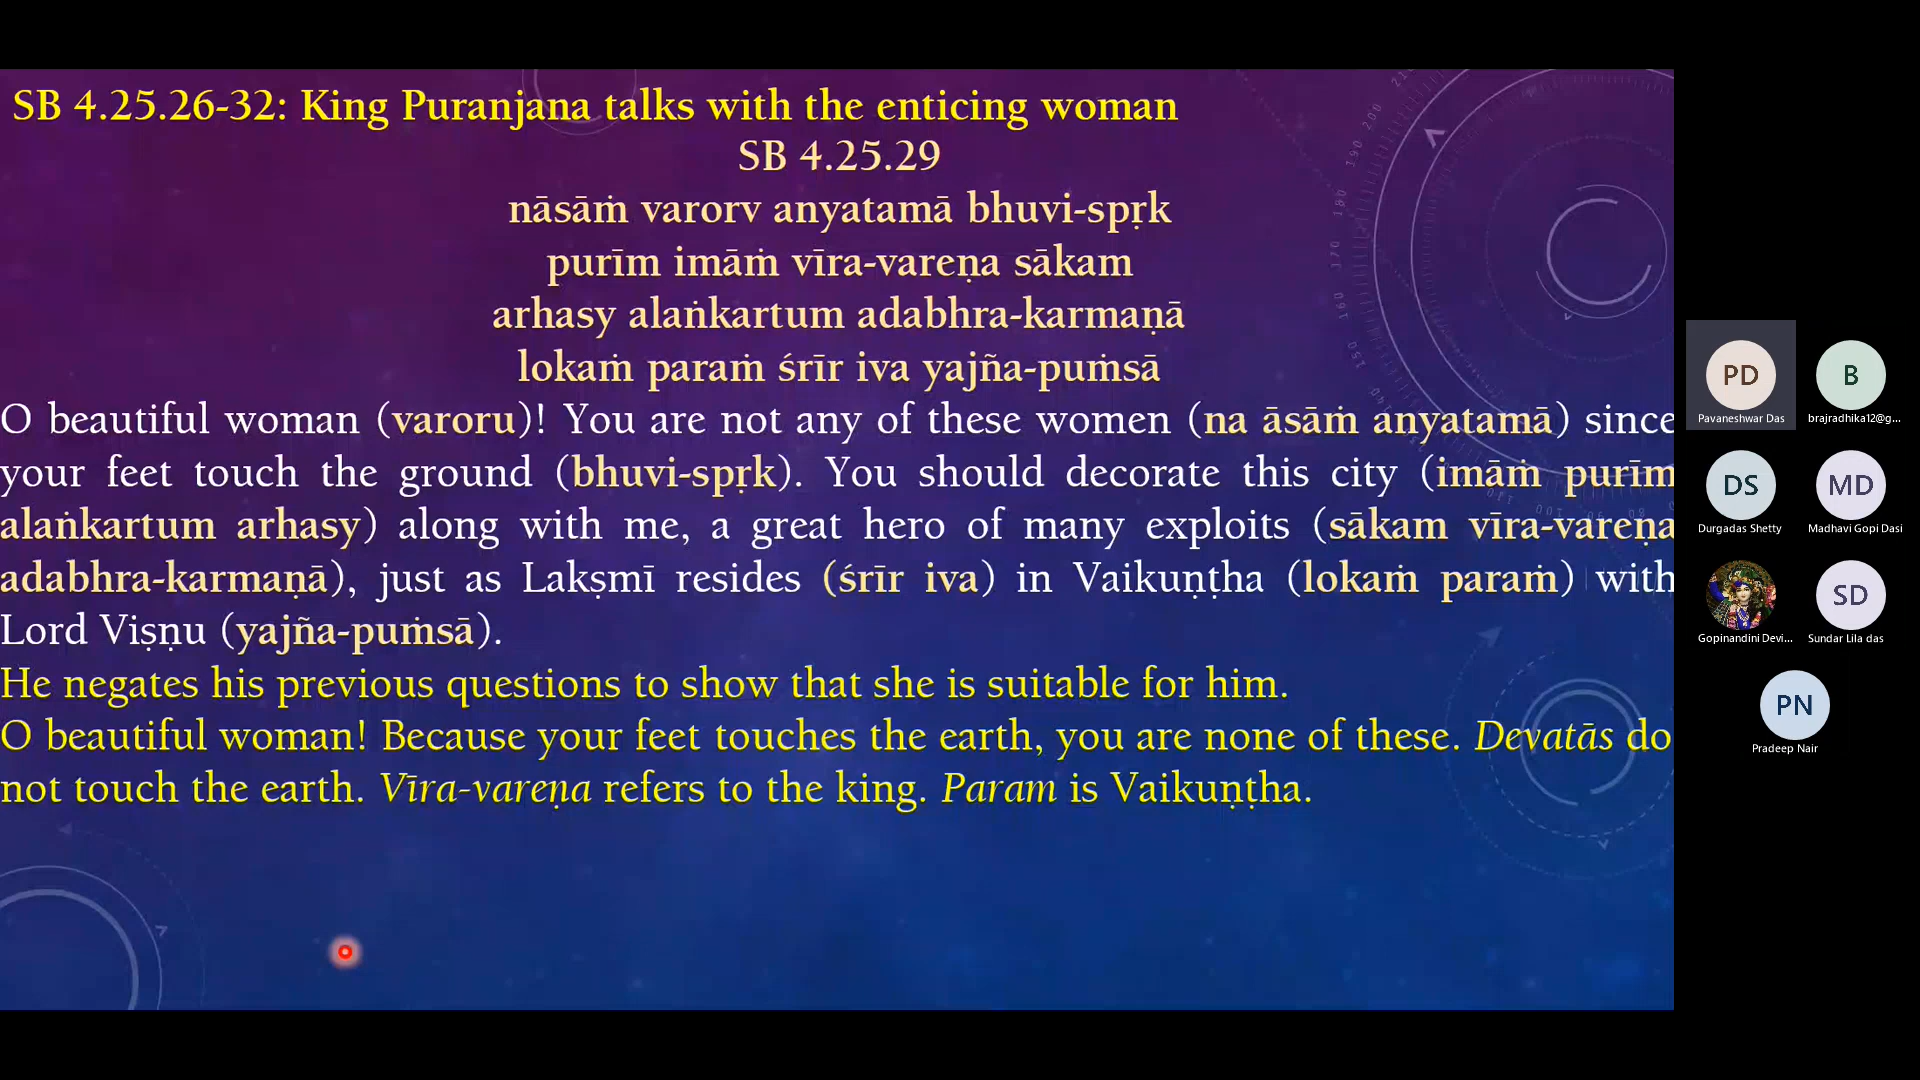 SB 4.25.26-32: King Puranjana talks with the enticing woman
SB 4.25.29
nāsāṁ varorv anyatamā bhuvi-spṛk
purīm imāṁ vīra-vareṇa sākam
arhasy alaṅkartum adabhra-karmaṇā
lokaṁ paraṁ śrīr iva yajña-puṁsā
O beautiful woman (varoru)! You are not any of these women (na āsāṁ anyatamā) since
your feet touch the ground (bhuvi-spṛk). You should decorate this city (imāṁ purīm
alaṅkartum arhasy) along with me, a great hero of many exploits (sākam vīra-vareṇa
adabhra-karmaṇā), just as Lakṣmī resides (śrīr iva) in Vaikuṇṭha (lokaṁ paraṁ) with
Lord Viṣṇu (yajña-puṁsā).
He negates his previous questions to show that she is suitable for him.
O beautiful woman! Because your feet touches the earth, you are none of these. Devatās do
not touch the earth. Vīra-vareṇa refers to the king. Param is Vaikuṇṭha.
PD
Pavaneshwar Das
B
brajradhika12@g...
DS
Durgadas Shetty
MD
Madhavi Gopi Dasi
Gopinandini Devi...
SD
Sundar Lila das
PN
Pradeep Nair